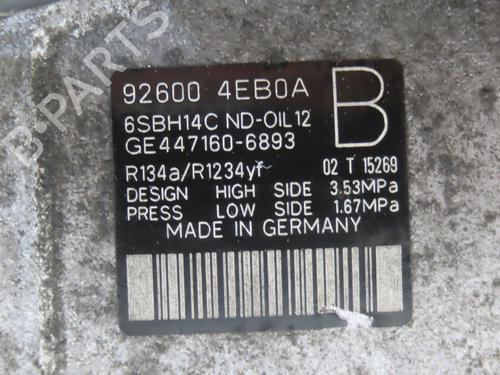 B-PARTS
92600 4EB0A
B
6SBH14C ND-OIL12
GE447160-6893
R134a/R1234yf 02 T 15269
DESIGN HIGH SIDE 3.53MPa
PRESS LOW SIDE 1.67MPa
MADE IN GERMANY